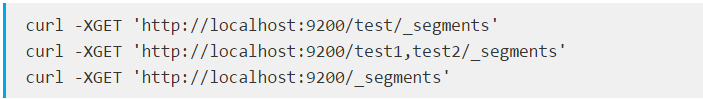 curl -XGET 'http://localhost:9200/test/_segments'
curl -XGET 'http://localhost:9200/test1,test2/_segments'
curl -XGET 'http://localhost:9200/_segments'